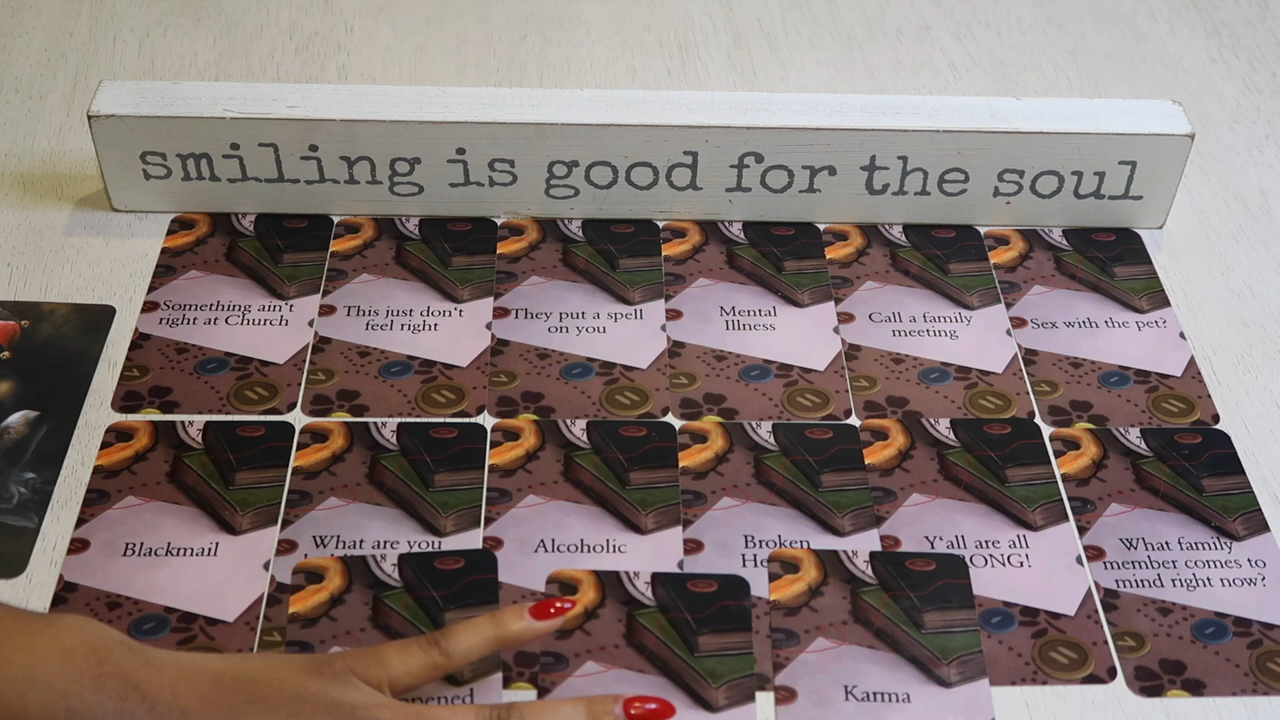 smiling is good for the soul
Something ain't
right at Church
This just don't
feel right
They put a spell
on you
Mental
Illness
Call a family
meeting
Sex with the pet?
Blackmail
What are you
Alcoholic
Broken
Y'all are all
What family
member comes to
mind right now?
Karma